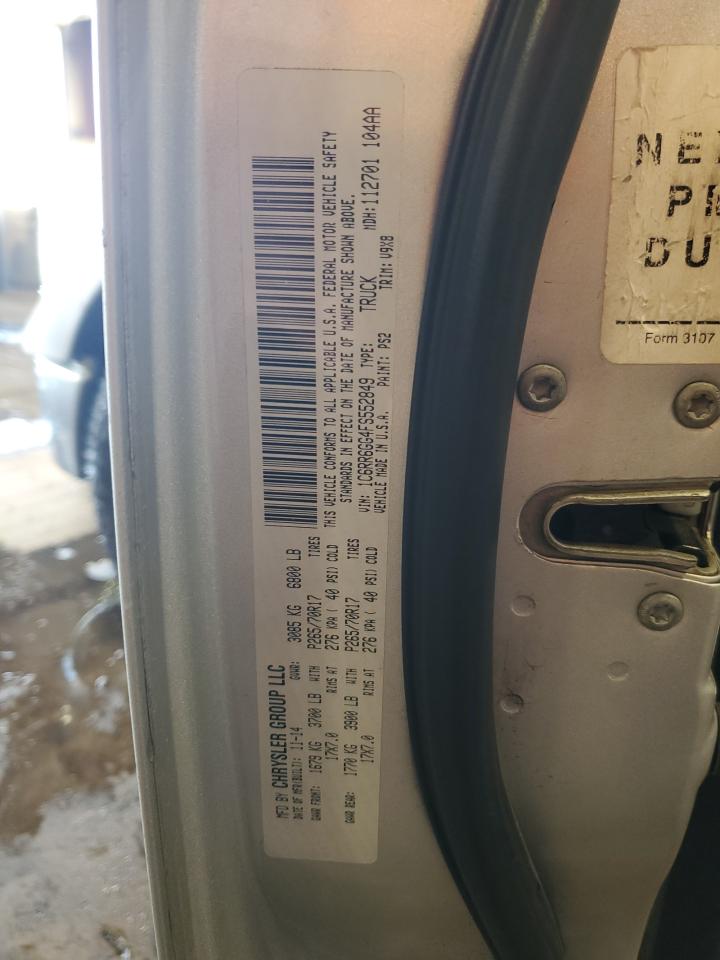 MFD BY CHRYSLER GROUP LLC
DATE OF MFR(BUILT): 11-14 GVWR: 3085 KG 6800 LB
GAWR FRONT: 1679 KG 3700 LB WITH P265/70R17 TIRES
17X7.0 RIMS AT 276 KPA ( 40 PSI) COLD
GAWR REAR: 1770 KG 3900 LB WITH P265/70R17 TIRES
17X7.0 RIMS AT 276 KPA ( 40 PSI) COLD
THIS VEHICLE CONFORMS TO ALL APPLICABLE U.S.A. FEDERAL MOTOR VEHICLE SAFETY
STANDARDS IN EFFECT ON THE DATE OF MANUFACTURE SHOWN ABOVE.
VIN: 1C6RR6GG4FS552849 TYPE: TRUCK MDH:112701 104AA
VEHICLE MADE IN U.S.A. PAINT: PS2 TRIM: V9X8
DU
Form 3107